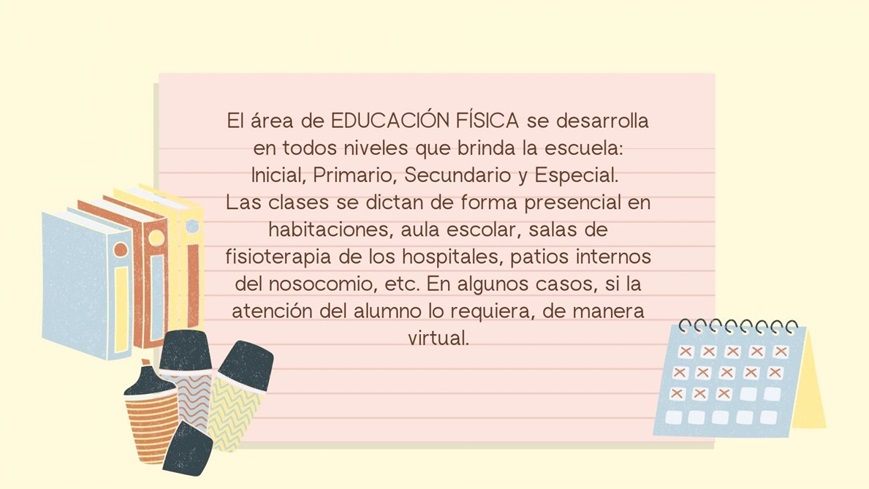 El área de EDUCACIÓN FÍSICA se desarrolla
en todos niveles que brinda la escuela:
Inicial, Primario, Secundario y Especial.
Las clases se dictan de forma presencial en
habitaciones, aula escolar, salas de
fisioterapia de los hospitales, patios internos
del nosocomio, etc. En algunos casos, si la
atención del alumno lo requiera, de manera
virtual.